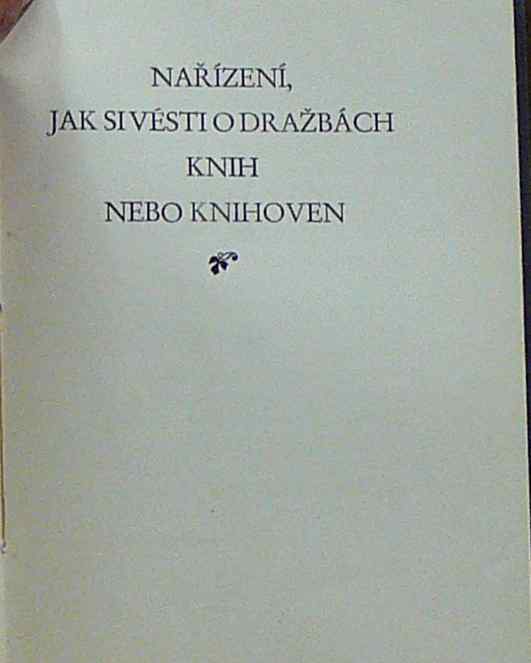 NAŘÍZENÍ,
JAK SI VÉSTI O DRAŽBÁCH
KNIH
NEBO KNIHOVEN